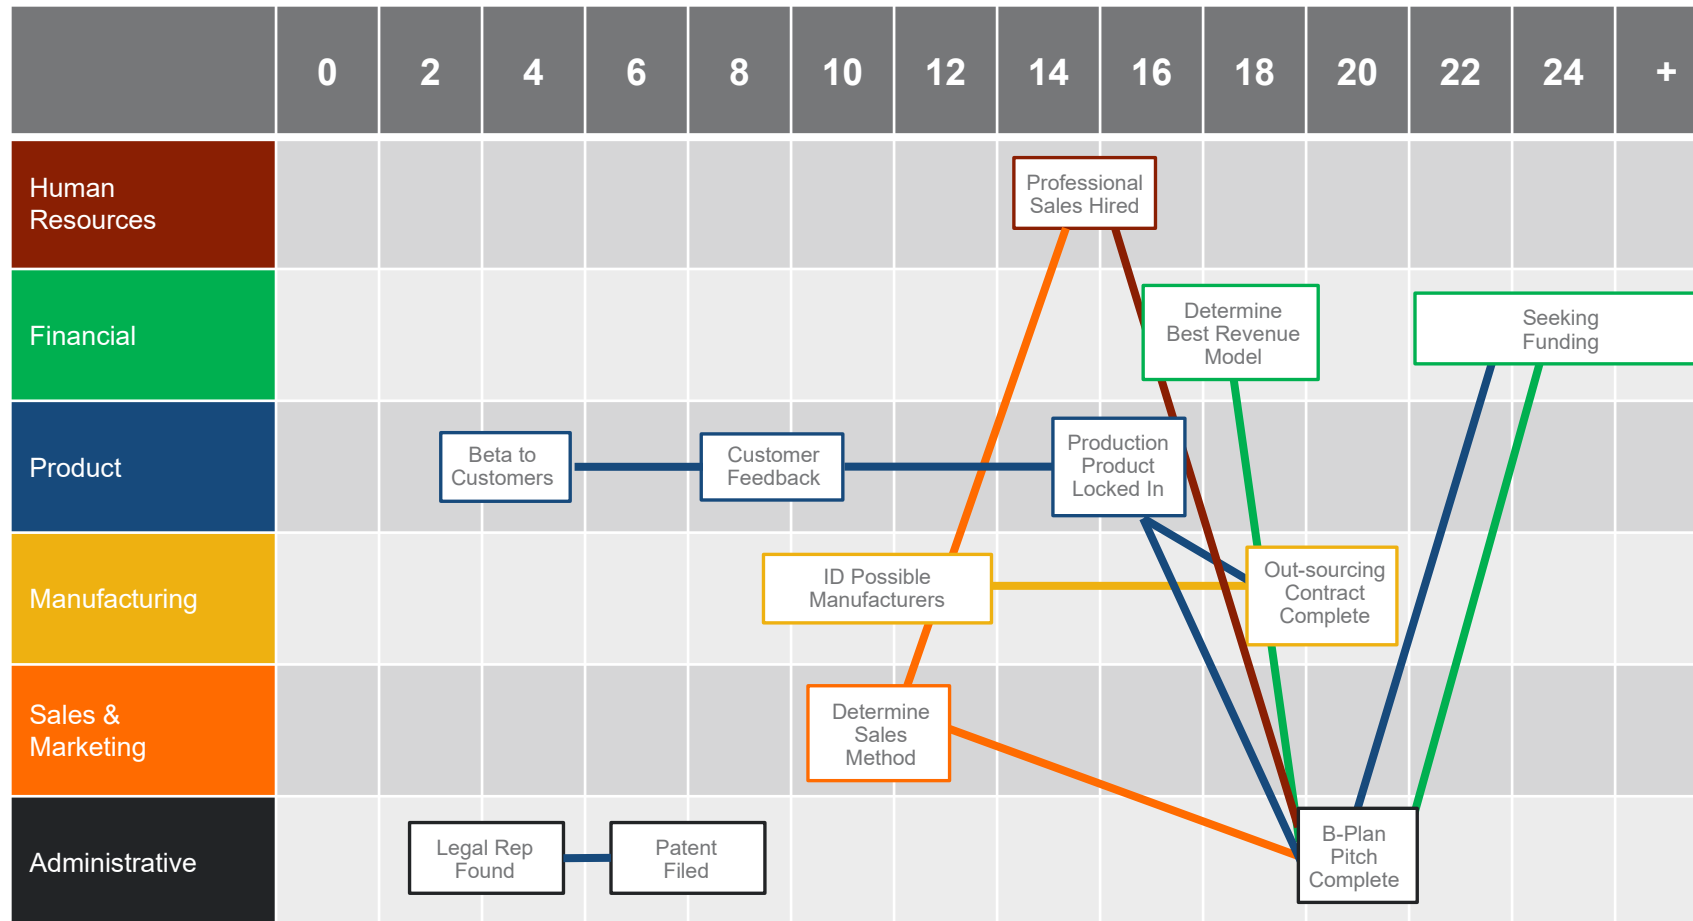 0 2 4 6 8 10 12 14 16 18 20 22 24 +
Human
Resources
Professional
Sales Hired
Financial
Determine
Best Revenue
Model
Seeking
Funding
Product
Beta to
Customers
Customer
Feedback
Production
Product
Locked In
Manufacturing
ID Possible
Manufacturers
Out-sourcing
Contract
Complete
Sales &
Marketing
Determine
Sales
Method
Administrative
Legal Rep
Found
Patent
Filed
B-Plan
Pitch
Complete